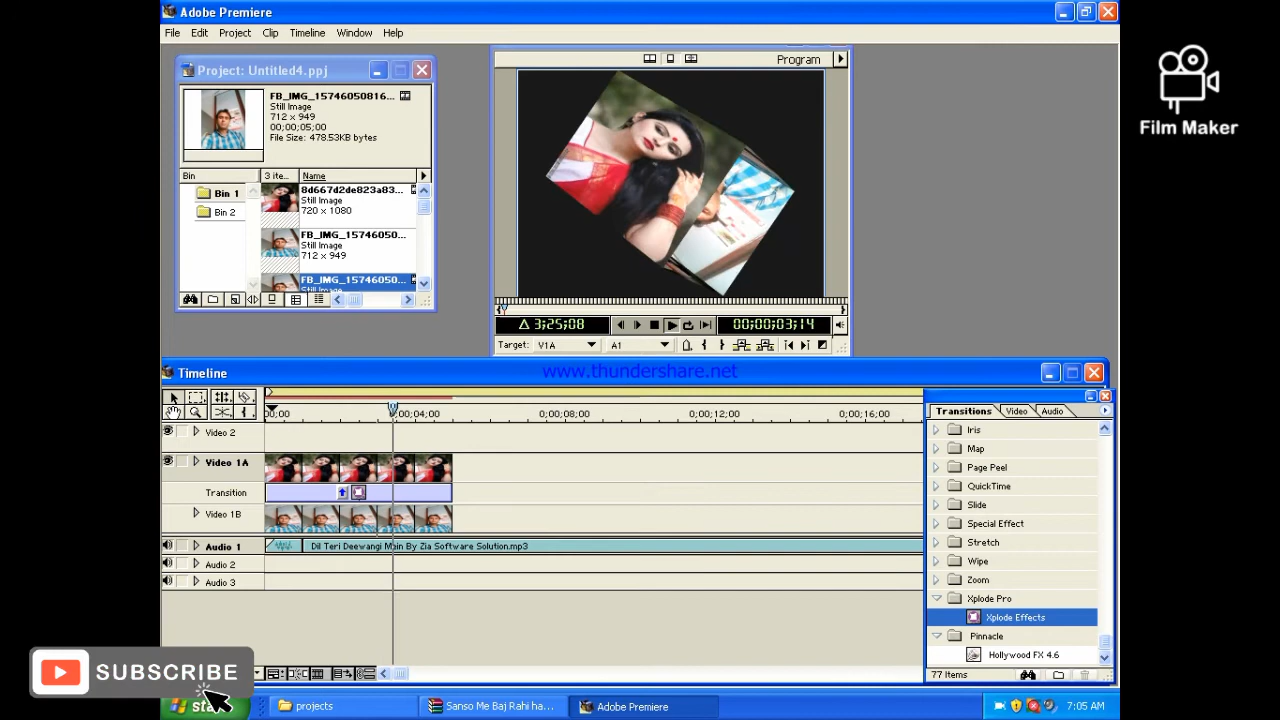 Adobe Premiere
File Edit Project Clip Timeline Window Help
Project: Untitled4.ppj
FB_IMG_15746050816...
Still Image
712 x 949
00;00;05;00
File Size: 478.53KB bytes
Bin 3 ite... Name
Bin 1
Bin 2
8d667d2de823a83...
Still Image
720 x 1080
FB_IMG_15746050...
Still Image
712 x 949
FB_IMG_15746050...
Still Image
Program
Δ 3;25;08
00;00;03;14
Target: V1A A1
Film Maker
Timeline
www.thundershare.net
0;00;04;00 0;00;08;00 0;00;12;00 0;00;16;00
Video 2
Video 1A
Transition
Video 1B
Audio 1
Dil Teri Deewangi Main By Zia Software Solution.mp3
Audio 2
Audio 3
Transitions Video Audio
Iris
Map
Page Peel
QuickTime
Slide
Special Effect
Stretch
Wipe
Zoom
Xplode Pro
Xplode Effects
Pinnacle
Hollywood FX 4.6
77 Items
SUBSCRIBE
projects
Sanso Me Baj Rahi ha...
Adobe Premiere
7:05 AM